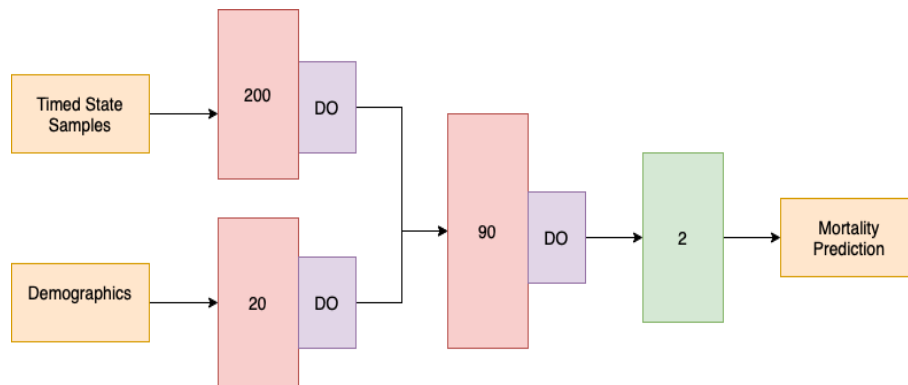 Timed State
Samples
200
DO
Demographics
20
DO
90
DO
2
Mortality
Prediction